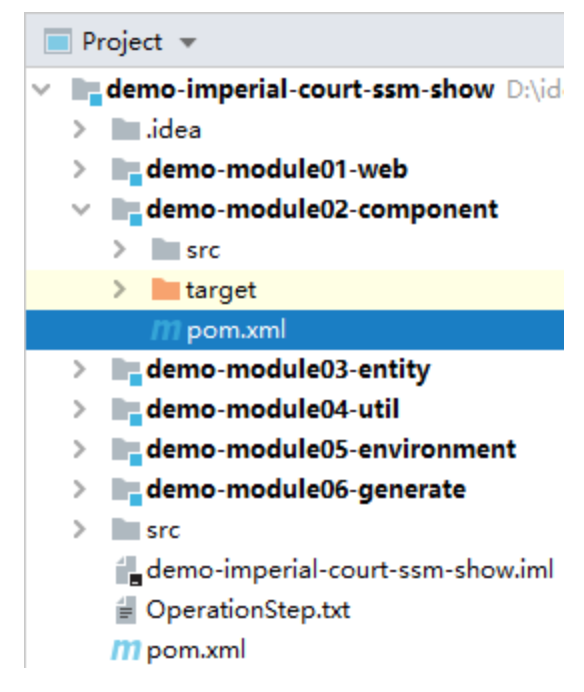 Project
demo-imperial-court-ssm-show D:\id
.idea
demo-module01-web
demo-module02-component
src
target
pom.xml
demo-module03-entity
demo-module04-util
demo-module05-environment
demo-module06-generate
src
demo-imperial-court-ssm-show.iml
OperationStep.txt
pom.xml